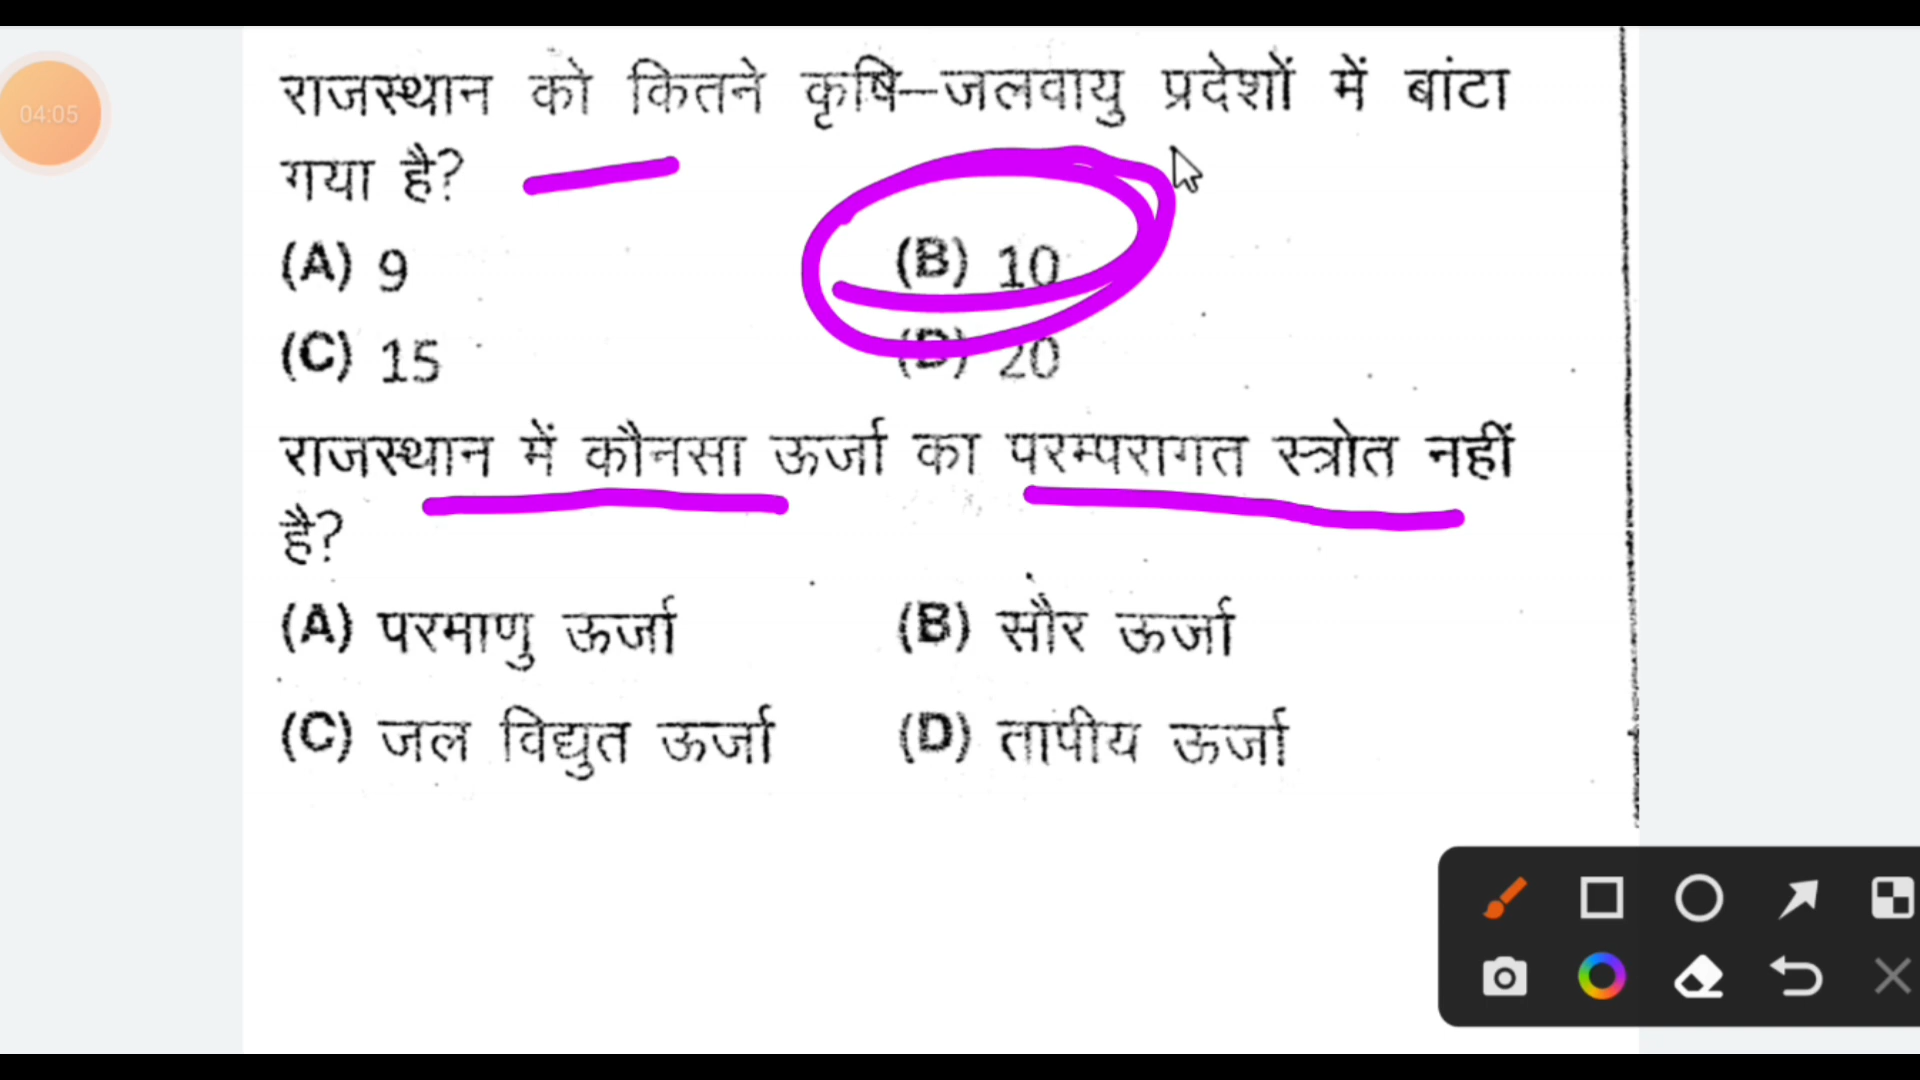 04:05
राजस्थान को कितने कृषि–जलवायु प्रदेशों में बांटा
गया है?
(A) 9 (B) 10
(C) 15 (D) 20
राजस्थान में कौनसा ऊर्जा का परम्परागत स्त्रोत नहीं
है?
(A) परमाणु ऊर्जा (B) सौर ऊर्जा
(C) जल विद्युत ऊर्जा (D) तापीय ऊर्जा